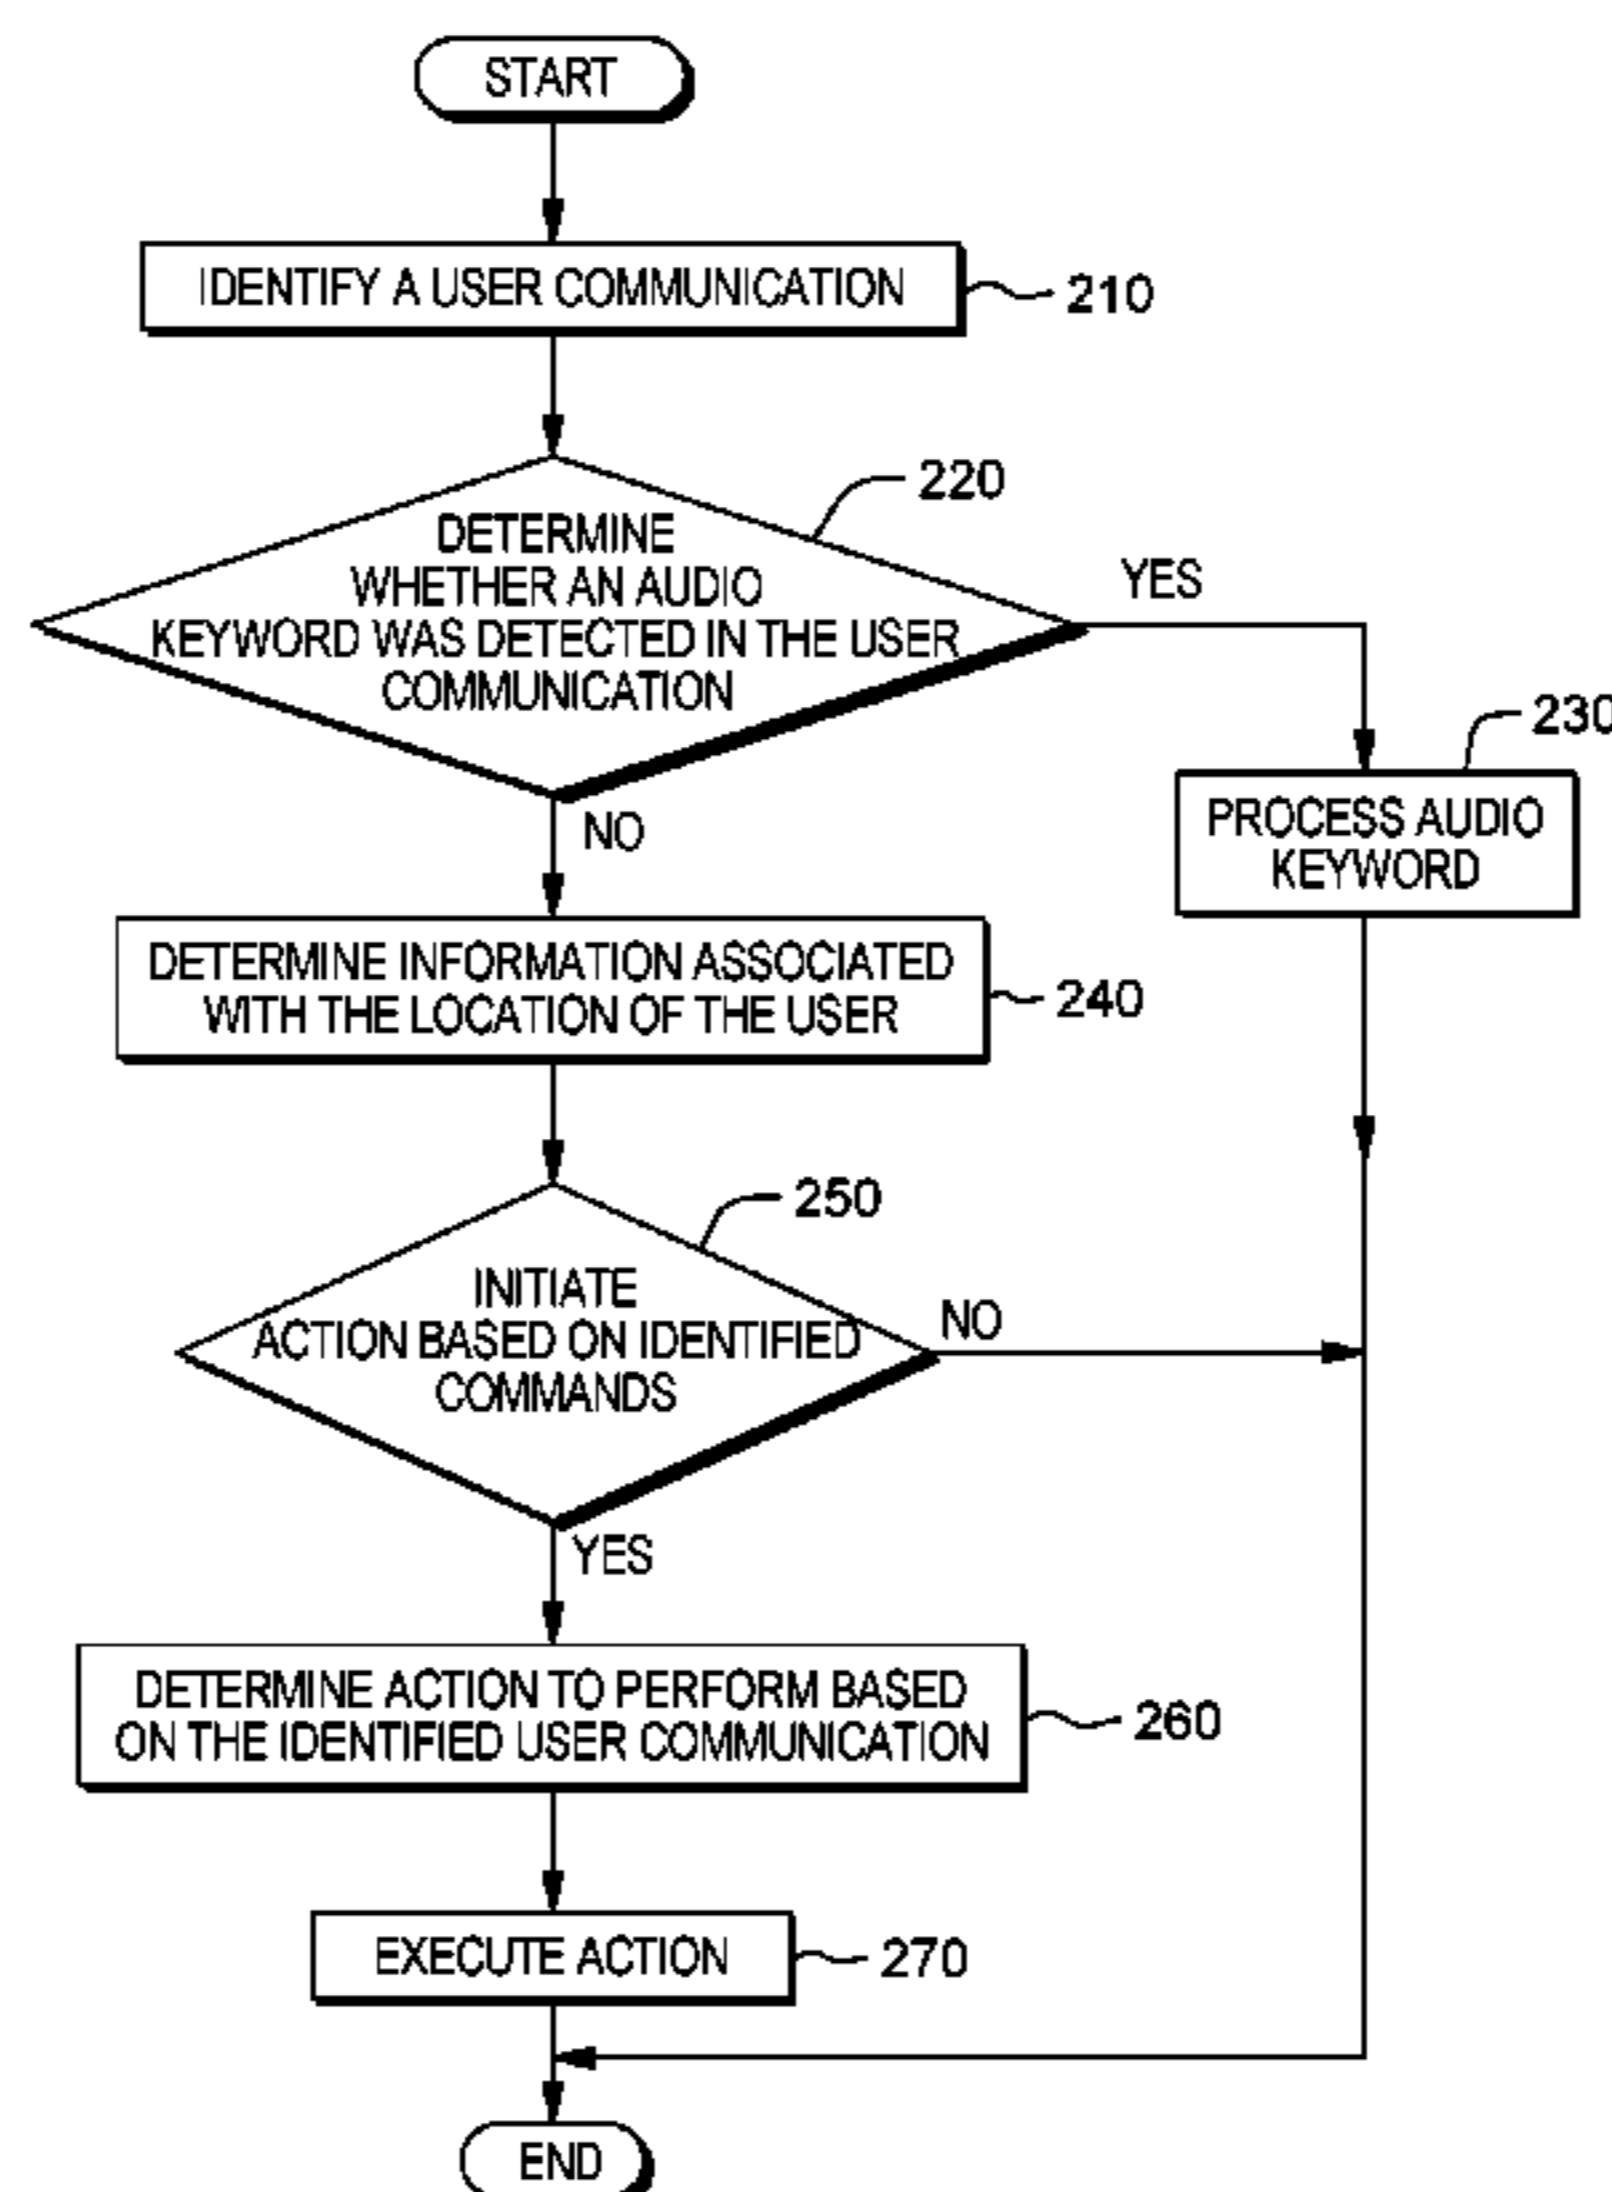 START
IDENTIFY A USER COMMUNICATION
210
220
DETERMINE
WHETHER AN AUDIO
KEYWORD WAS DETECTED IN THE USER
COMMUNICATION
YES
230
PROCESS AUDIO
KEYWORD
NO
DETERMINE INFORMATION ASSOCIATED
WITH THE LOCATION OF THE USER
240
250
INITIATE
ACTION BASED ON IDENTIFIED
COMMANDS
NO
YES
DETERMINE ACTION TO PERFORM BASED
ON THE IDENTIFIED USER COMMUNICATION
260
EXECUTE ACTION
270
END